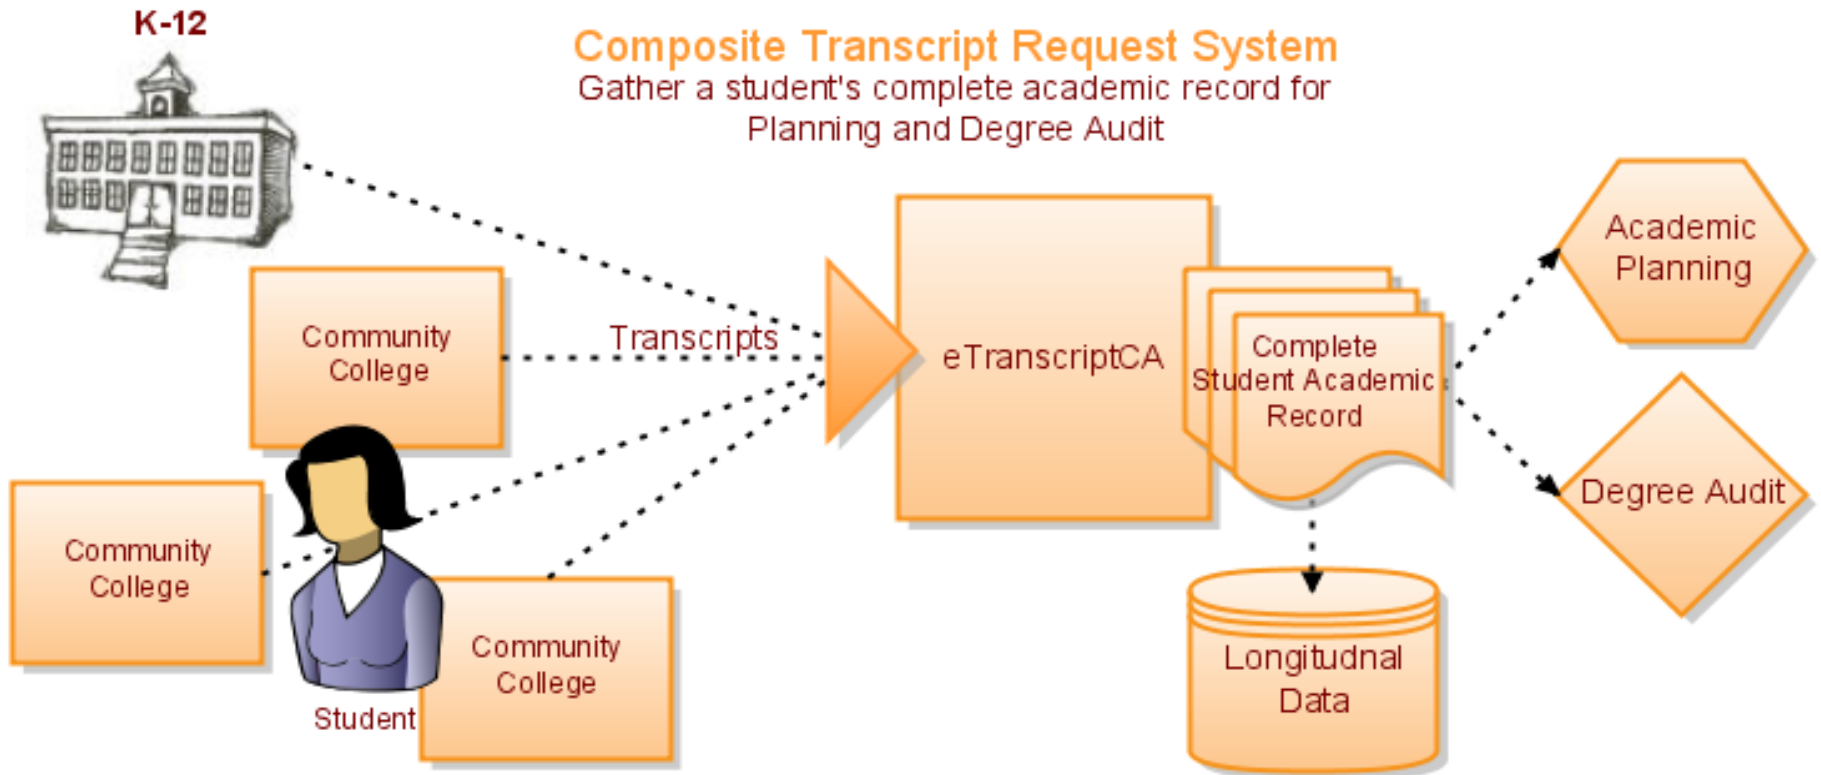 K-12
Composite Transcript Request System
Gather a student's complete academic record for
Planning and Degree Audit
Academic
Planning
Community
College
Transcripts
eTranscriptCA
Complete
Student Academic
Record
Degree Audit
Community
College
Community
College
Student
Longitudnal
Data